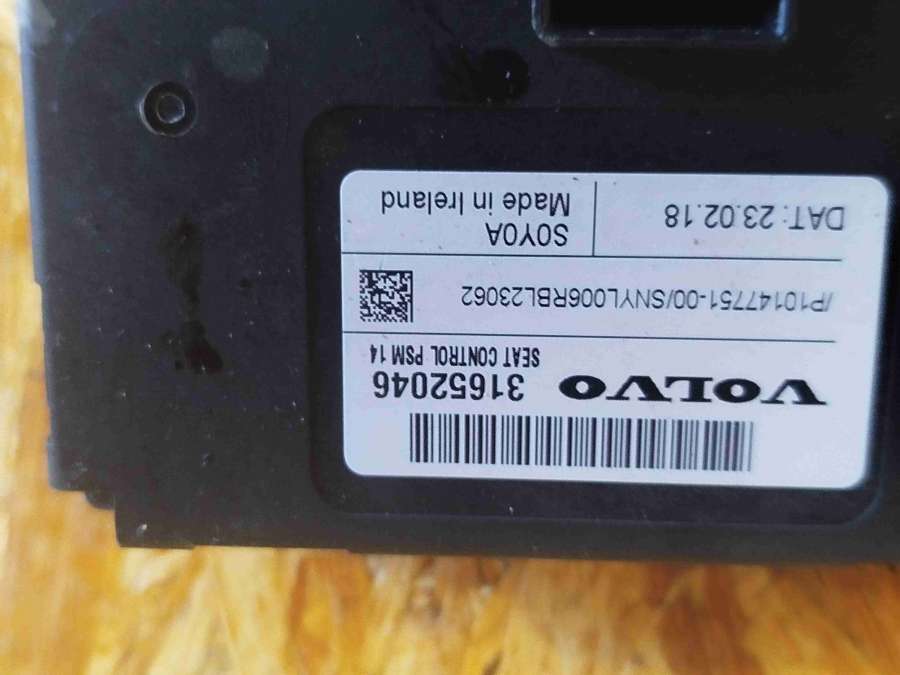 VOLVO 31652046
SEAT CONTROL PSM 14
/P10147751-00/SNYL006RBL23062
DAT: 23.02.18
SOYOA
Made in Ireland